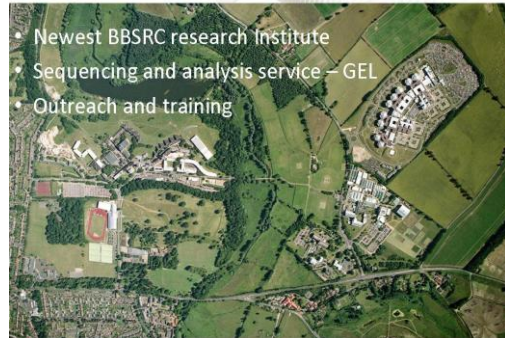 • Newest BBSRC research Institute
• Sequencing and analysis service – GEL
• Outreach and training